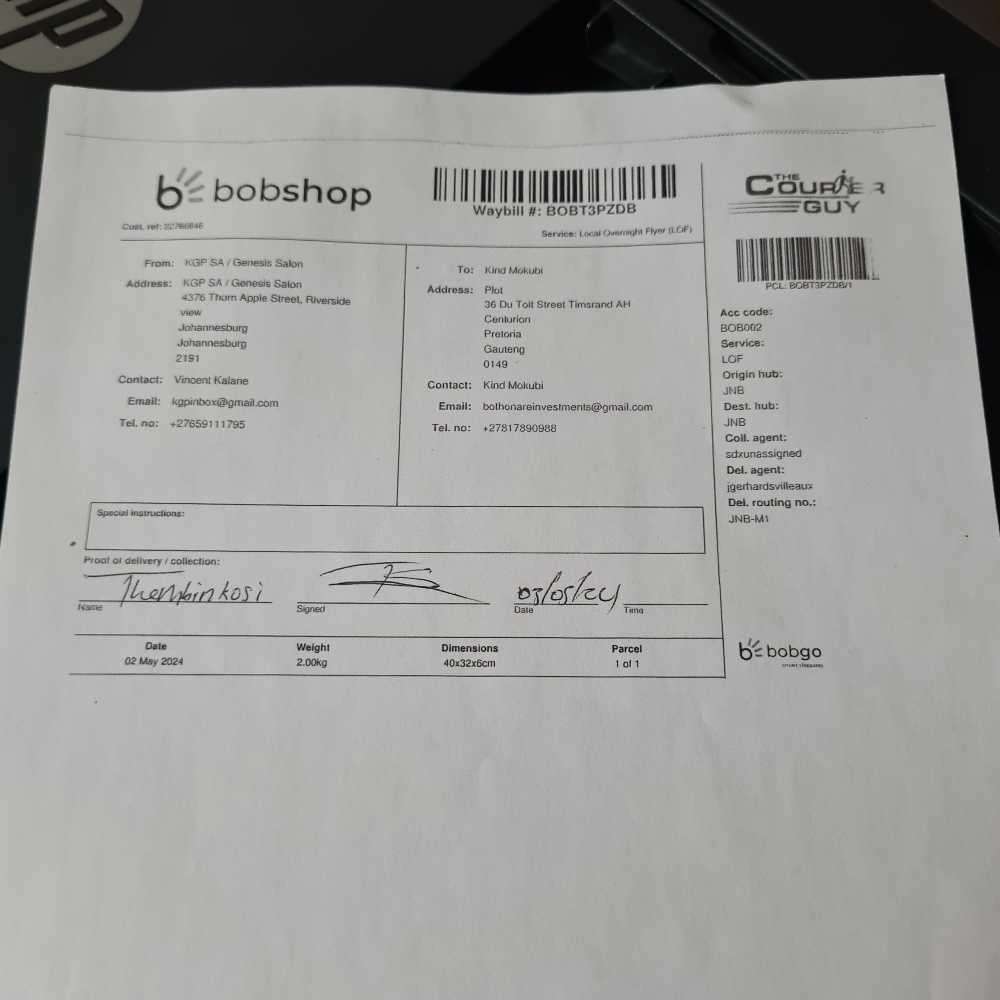 hp
bobshop
Waybill #: BOBT3PZDB
Cust. ref:
Service: Local Overnight Flyer (LOF)
THE
COURIER
GUY
PCL: BOBT3PZDB/1
From: KGP SA / Genesis Salon
Address: KGP SA / Genesis Salon
4376 Thorn Apple Street, Riverside
view
Johannesburg
Johannesburg
2191
Contact: Vincent Kalane
Email: kgpinbox@gmail.com
Tel. no: +27659111795
To: Kind Mokubi
Address: Plot
36 Du Toit Street Timsrand AH
Centurion
Pretoria
Gauteng
0149
Contact: Kind Mokubi
Email: bothonareinvestments@gmail.com
Tel. no: +27817890988
Acc code:
BOB002
Service:
LOF
Origin hub:
JNB
Dest. hub:
JNB
Coll. agent:
sdxunassigned
Del. agent:
jgerhardsvilleaux
Del. routing no.:
JNB-M1
Special instructions:
Proof of delivery / collection:
Thembinkosi 03/05/24
Name Signed Date Time
Date Weight Dimensions Parcel
02 May 2024 2.00kg 40x32x6cm 1 of 1
bobgo